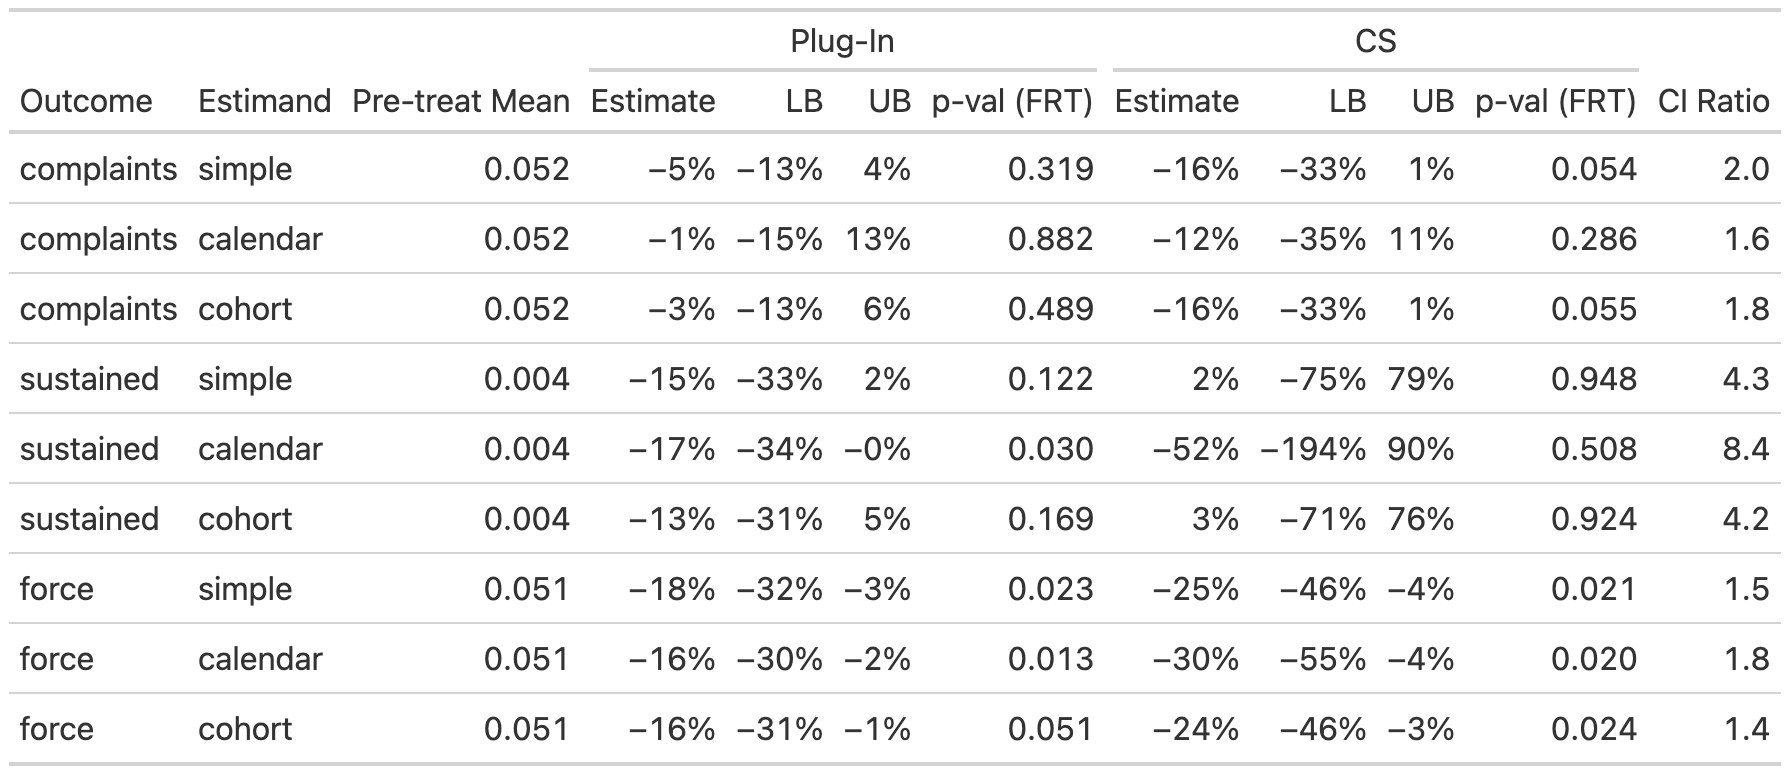 Plug-In CS
Outcome Estimand Pre-treat Mean Estimate LB UB p-val (FRT) Estimate LB UB p-val (FRT) CI Ratio
complaints simple 0.052 −5% −13% 4% 0.319 −16% −33% 1% 0.054 2.0
complaints calendar 0.052 −1% −15% 13% 0.882 −12% −35% 11% 0.286 1.6
complaints cohort 0.052 −3% −13% 6% 0.489 −16% −33% 1% 0.055 1.8
sustained simple 0.004 −15% −33% 2% 0.122 2% −75% 79% 0.948 4.3
sustained calendar 0.004 −17% −34% −0% 0.030 −52% −194% 90% 0.508 8.4
sustained cohort 0.004 −13% −31% 5% 0.169 3% −71% 76% 0.924 4.2
force simple 0.051 −18% −32% −3% 0.023 −25% −46% −4% 0.021 1.5
force calendar 0.051 −16% −30% −2% 0.013 −30% −55% −4% 0.020 1.8
force cohort 0.051 −16% −31% −1% 0.051 −24% −46% −3% 0.024 1.4